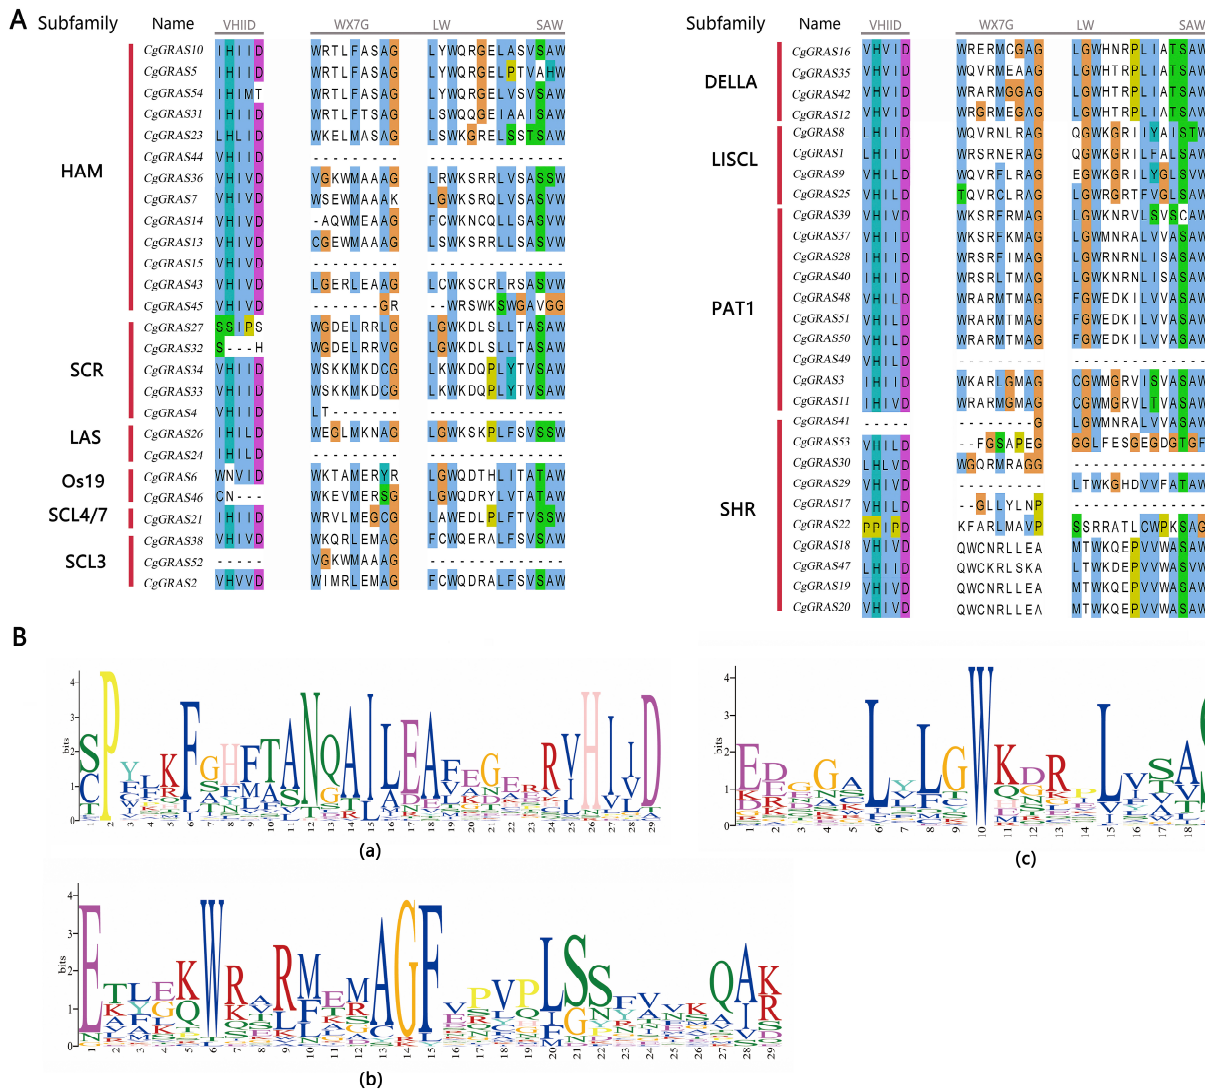 A
Subfamily Name VHIID WX7G LW SAW
HAM
CgGRAS10 IHIID WRTLFASAG LYWQRGELASVSAW
CgGRAS5 IHIID WRTLFASAG LYWQRGELPTVAHW
CgGRAS54 IHIMT WRTLFASAG LYWQRGELVSVSAW
CgGRAS31 IHIID WRTLFTSAG LSWQQGEIAAISAW
CgGRAS23 LHLID WKELMASAG LSWKGRELSSTSAW
CgGRAS44 VHIID --------- --------------
CgGRAS36 VHIVD VGKWMAAAG LRWKSRRLVSASSW
CgGRAS7 VHIVD WSEWMAAAK LGWKSRQLVSASVW
CgGRAS14 VHIVD -AQWMEAAG FCWKNCQLLSASVW
CgGRAS13 VHIVD CGEWMAAAG LSWKSRRLLSASVW
CgGRAS15 VHIVD --------- --------------
CgGRAS43 VHIVD LGERLEAAG LCWKSCRLRSASVW
CgGRAS45 VHIVD -------GR --WRSWKSWGAVGG
SCR
CgGRAS27 SSIPS WGDELRRLG LGWKDLSLLTASAW
CgGRAS32 S---H WGDELRRVG LGWKDLSLLTASAW
CgGRAS34 VHIID WSKKMKDCG LKWKDQPLYTVSAW
CgGRAS33 VHIID WSKKMKDCG LKWKDQPLYTVSAW
CgGRAS4 VHIID LT------- --------------
LAS
CgGRAS26 IHILD WEGLMKNAG LGWKSKPLFSVSSW
CgGRAS24 IHILD --------- --------------
Os19
CgGRAS6 WNVID WKTAMERYR LGWQDTHLITATAW
CgGRAS46 CN--- WKEVMERSG LGWQDRYLVTATAW
SCL4/7
CgGRAS21 IHIID WRVLMEGCG LAWEDLPLFTVSSW
SCL3
CgGRAS38 VHIVD WKQRLEMAG FCWQERALFSVSAW
CgGRAS52 ----- VGKWMAAAG --------------
CgGRAS2 VHVVD WIMRLEMAG FCWQDRALFSVSAW
Subfamily Name VHIID WX7G LW SAW
DELLA
CgGRAS16 VHVID WRERMCGAG LGWHNRPLIATSAW
CgGRAS35 VHVID WQVRMEAAG LGWHTRPLIATSAW
CgGRAS42 VHVID WRARMGGAG LGWHTRPLIATSAW
CgGRAS12 VHVID WRGRMEGAG LGWHTRPLIATSAW
LISCL
CgGRAS8 IHIID WQVRNLRAG QGWKGRIIYAISTW
CgGRAS1 LHIID WRSRNERAG QGWKGRILFALSAW
CgGRAS9 VHILD WQVRFLRAG EGWKGRILYGLSVW
CgGRAS25 VHILD TQVRCLRAG LGWRGRTFVGLSAW
PAT1
CgGRAS39 VHIVD WKSRFRMAG LGWKNRVLSVSCAW
CgGRAS37 VHIID WKSRFKMAG LGWMNRALVVASAW
CgGRAS28 IHIID WSRFIMAG LGWKNRNLISASAW
CgGRAS40 IHIID WSRLTMAG LGWKNRNLISASAW
CgGRAS48 VHIID WRARMTMAG FGWEDKILVVASAW
CgGRAS51 VHIID WRARMTMAG FGWEDKILVVASAW
CgGRAS50 VHIID WRARMTMAG FGWEDKILVVASAW
CgGRAS49 VHILD --------- --------------
CgGRAS3 IHIID WKARLGMAG CGWMGRVISVASAW
CgGRAS11 VHIVD WRARMGMAG CGWMGRVLTVASAW
SHR
CgGRAS41 ----- G LGWMNRALVVASAW
CgGRAS53 VHILD --FGSAPEG GGLFESGEGDGTGF
CgGRAS30 LHLVD WGQRMRAGG --------------
CgGRAS29 VHIVD --------- LTWKGHDVVFATAW
CgGRAS17 VHILD --GLLYLNP --------------
CgGRAS22 PPIPD KFARLMAVP SSRRATLCWPKSAG
CgGRAS18 VHIVD QWCNRLLEA MTWKQEPVVWASAW
CgGRAS47 LHIID QWCKRLSKA LTWKDEPVVWASVW
CgGRAS19 VHIVD QWCNRLLEA MTWKQEPVVWASAW
CgGRAS20 VHIVD QWCNRLLEA MTWKQEPVVWASAW
B
bits
(a)
bits
(c)
bits
(b)